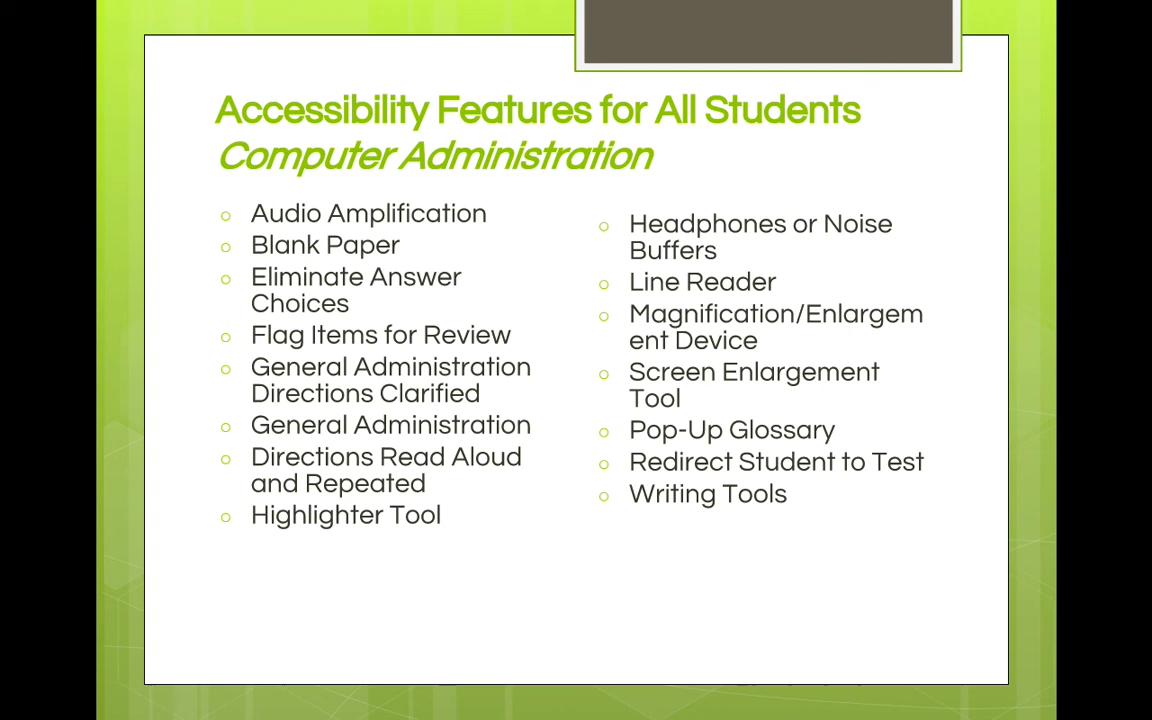 Accessibility Features for All Students
Computer Administration
○ Audio Amplification
○ Blank Paper
○ Eliminate Answer
Choices
○ Flag Items for Review
○ General Administration
Directions Clarified
○ General Administration
○ Directions Read Aloud
and Repeated
○ Highlighter Tool
○ Headphones or Noise
Buffers
○ Line Reader
○ Magnification/Enlargem
ent Device
○ Screen Enlargement
Tool
○ Pop-Up Glossary
○ Redirect Student to Test
○ Writing Tools